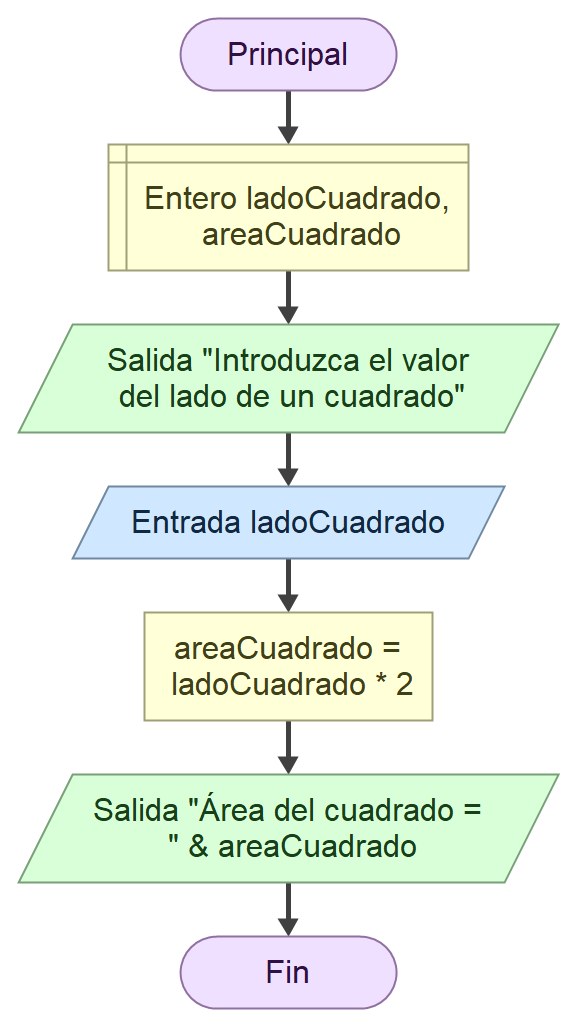 Principal
Entero ladoCuadrado,
areaCuadrado
Salida "Introduzca el valor
del lado de un cuadrado"
Entrada ladoCuadrado
areaCuadrado =
ladoCuadrado * 2
Salida "Área del cuadrado =
" & areaCuadrado
Fin